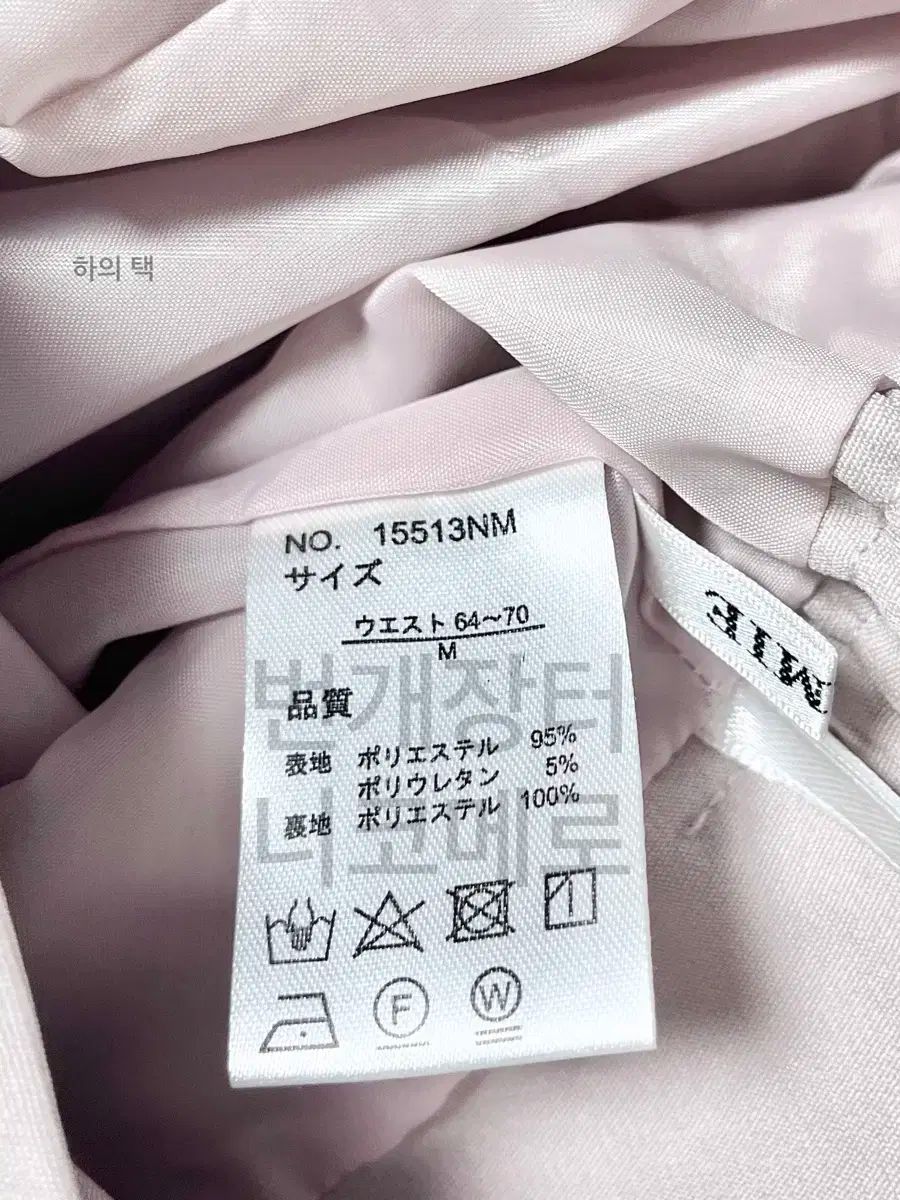 하의 택
NO. 15513NM
サイズ
ウエスト 64〜70
M
번개장터
品質
表地 ポリエステル 95%
ポリウレタン 5%
니코메로
裏地 ポリエステル 100%
F
W